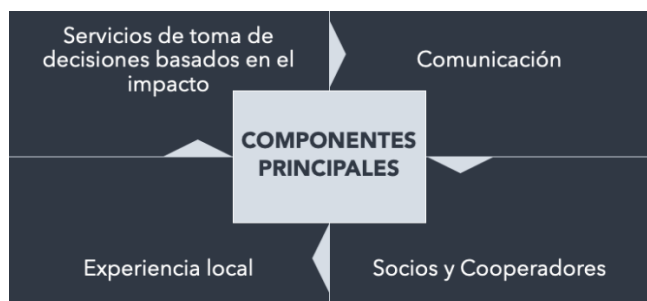 Servicios de toma de
decisiones basados en el
impacto
Comunicación
COMPONENTES
PRINCIPALES
Experiencia local
Socios y Cooperadores